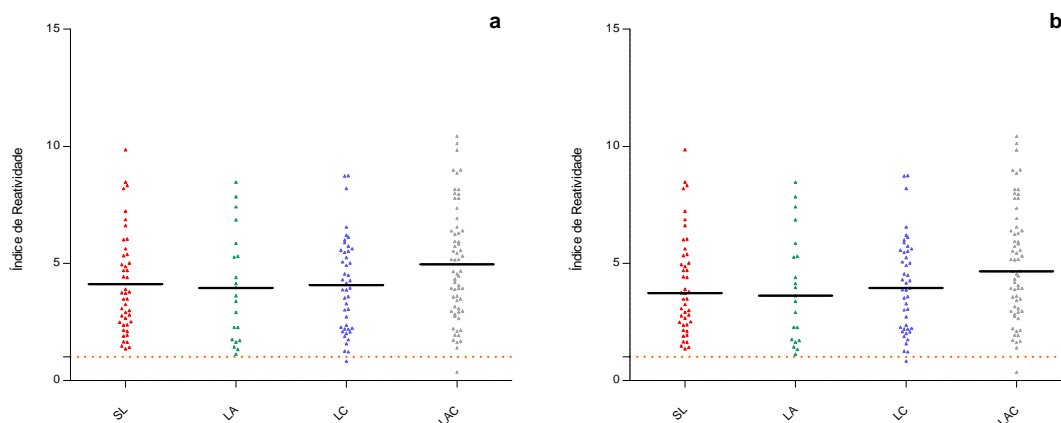 a
15
10
5
0
Índice de Reatividade
SL
LA
LC
LAC
b
15
10
5
0
Índice de Reatividade
SL
LA
LC
LAC